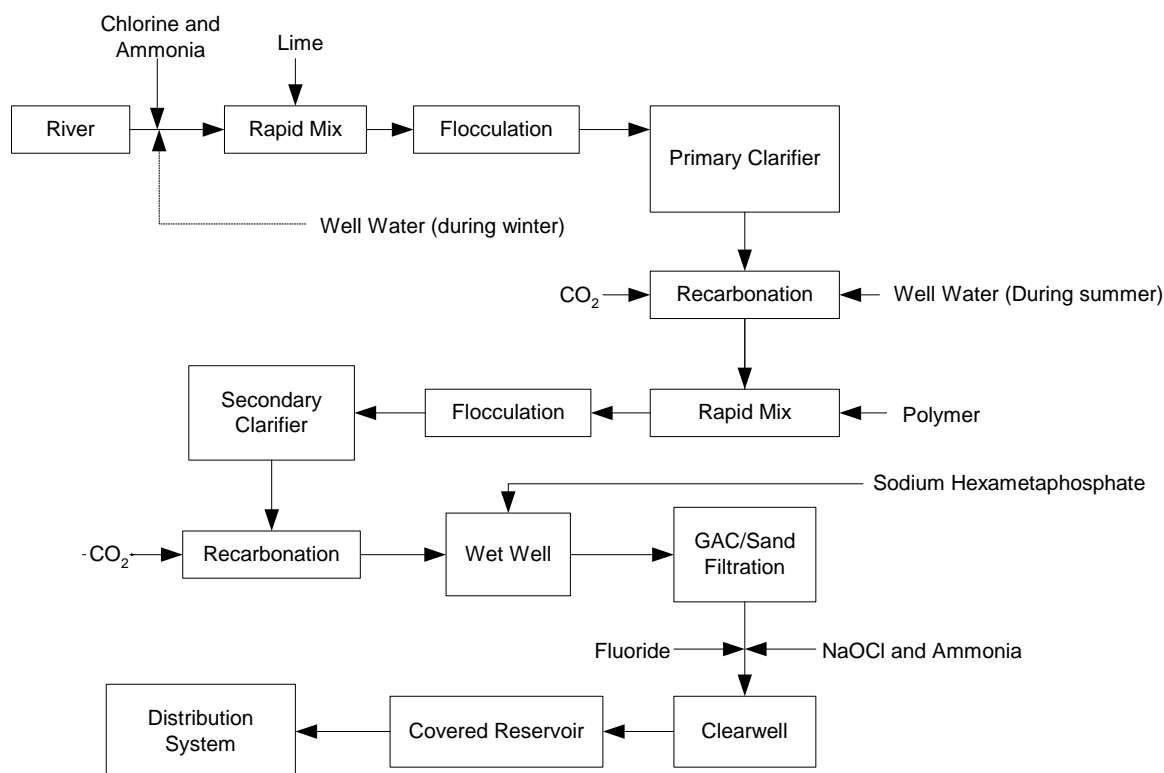 Chlorine and
Ammonia
Lime
River
Rapid Mix
Flocculation
Primary Clarifier
Well Water (during winter)
CO2
Recarbonation
Well Water (During summer)
Secondary
Clarifier
Flocculation
Rapid Mix
Polymer
Sodium Hexametaphosphate
CO2
Recarbonation
Wet Well
GAC/Sand
Filtration
Fluoride
NaOCl and Ammonia
Distribution
System
Covered Reservoir
Clearwell